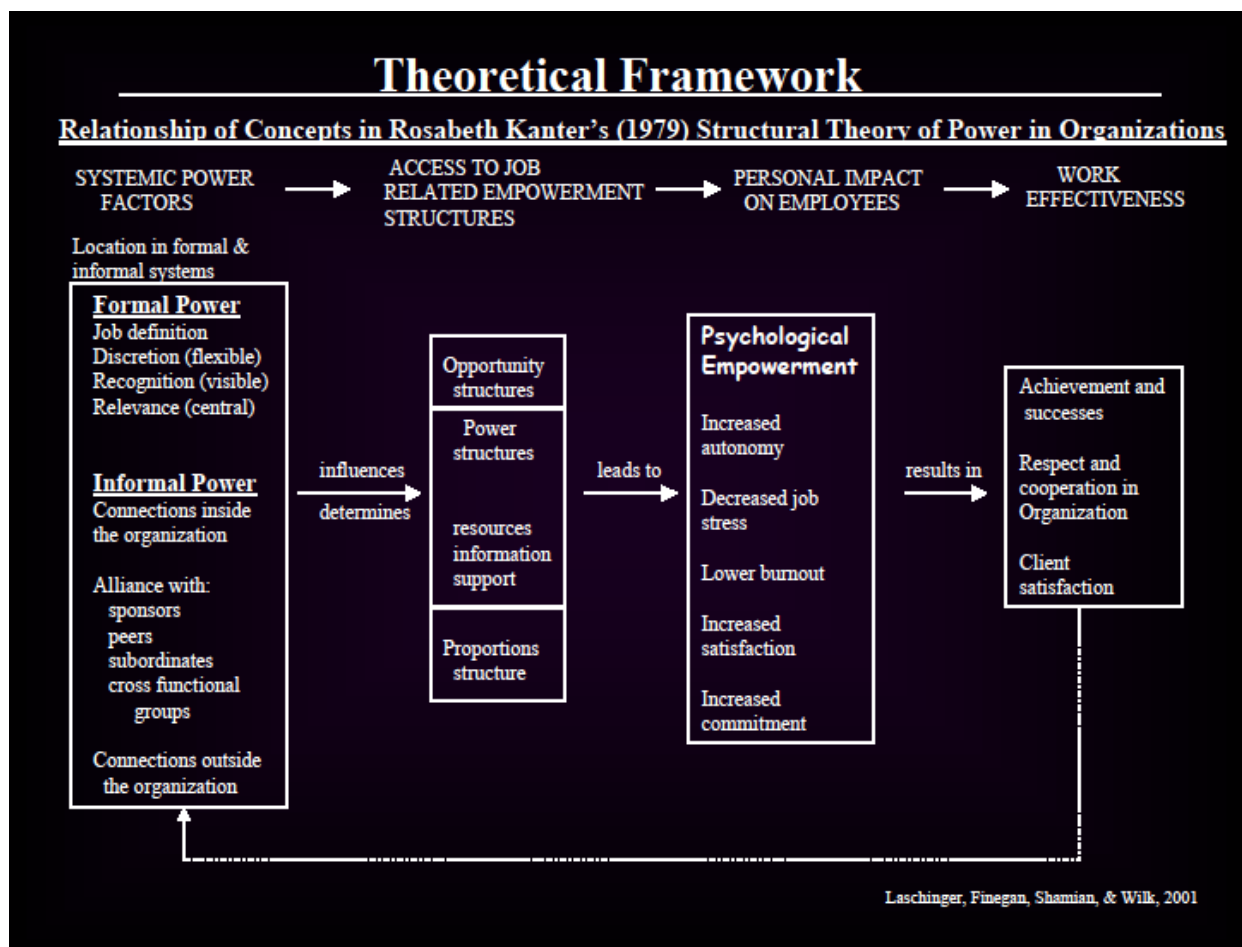 Theoretical Framework
Relationship of Concepts in Rosabeth Kanter's (1979) Structural Theory of Power in Organizations
SYSTEMIC POWER
FACTORS
ACCESS TO JOB
RELATED EMPOWERMENT
STRUCTURES
PERSONAL IMPACT
ON EMPLOYEES
WORK
EFFECTIVENESS
Location in formal &
informal systems
Formal Power
Job definition
Discretion (flexible)
Recognition (visible)
Relevance (central)
Informal Power
Connections inside
the organization
Alliance with:
sponsors
peers
subordinates
cross functional
groups
Connections outside
the organization
influences
determines
Opportunity
structures
Power
structures
resources
information
support
Proportions
structure
leads to
Psychological
Empowerment
Increased
autonomy
Decreased job
stress
Lower burnout
Increased
satisfaction
Increased
commitment
results in
Achievement and
successes
Respect and
cooperation in
Organization
Client
satisfaction
Laschinger, Finegan, Shamian, & Wilk, 2001